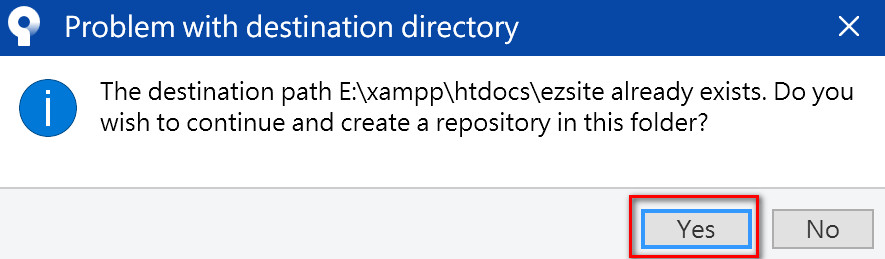 Problem with destination directory
The destination path E:\xampp\htdocs\ezsite already exists. Do you
wish to continue and create a repository in this folder?
Yes No